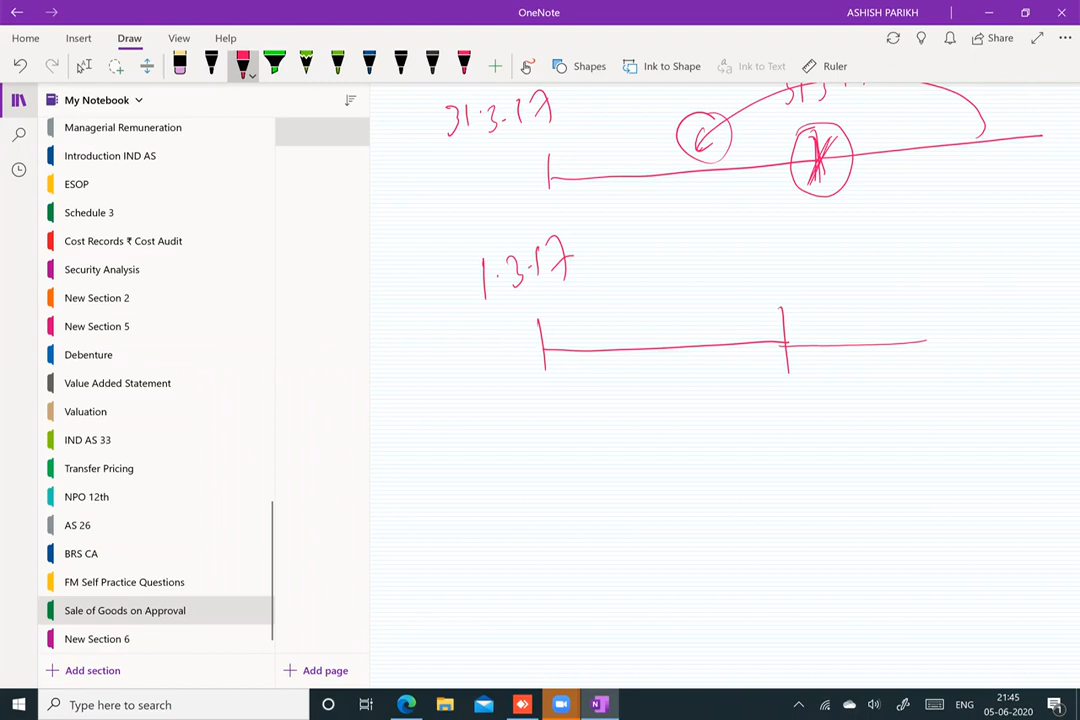 OneNote
ASHISH PARIKH
Home Insert Draw View Help
Share
Shapes Ink to Shape Ink to Text Ruler
My Notebook
Managerial Remuneration
Introduction IND AS
ESOP
Schedule 3
Cost Records ₹ Cost Audit
Security Analysis
New Section 2
New Section 5
Debenture
Value Added Statement
Valuation
IND AS 33
Transfer Pricing
NPO 12th
AS 26
BRS CA
FM Self Practice Questions
Sale of Goods on Approval
New Section 6
Add section
Add page
31.3.17
1.3.17
Type here to search
ENG
21:45
05-06-2020